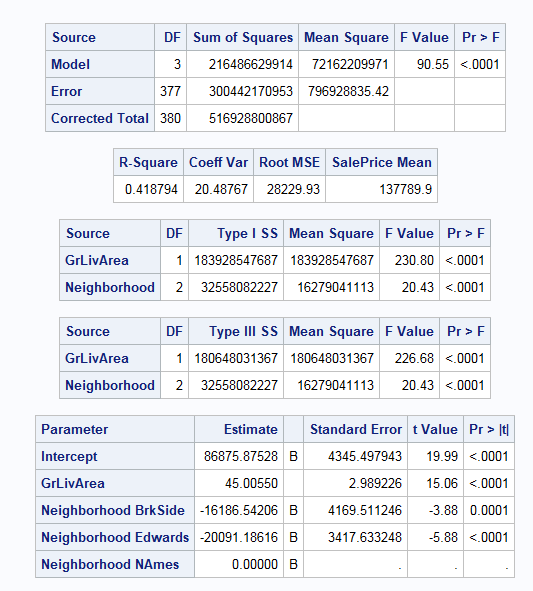 Source DF Sum of Squares Mean Square F Value Pr > F
Model 3 216486629914 72162209971 90.55 <.0001
Error 377 300442170953 796928835.42
Corrected Total 380 516928800867
R-Square Coeff Var Root MSE SalePrice Mean
0.418794 20.48767 28229.93 137789.9
Source DF Type I SS Mean Square F Value Pr > F
GrLivArea 1 183928547687 183928547687 230.80 <.0001
Neighborhood 2 32558082227 16279041113 20.43 <.0001
Source DF Type III SS Mean Square F Value Pr > F
GrLivArea 1 180648031367 180648031367 226.68 <.0001
Neighborhood 2 32558082227 16279041113 20.43 <.0001
Parameter Estimate Standard Error t Value Pr > |t|
Intercept 86875.87528 B 4345.497943 19.99 <.0001
GrLivArea 45.00550 2.989226 15.06 <.0001
Neighborhood BrkSide -16186.54206 B 4169.511246 -3.88 0.0001
Neighborhood Edwards -20091.18616 B 3417.633248 -5.88 <.0001
Neighborhood NAmes 0.00000 B . . .